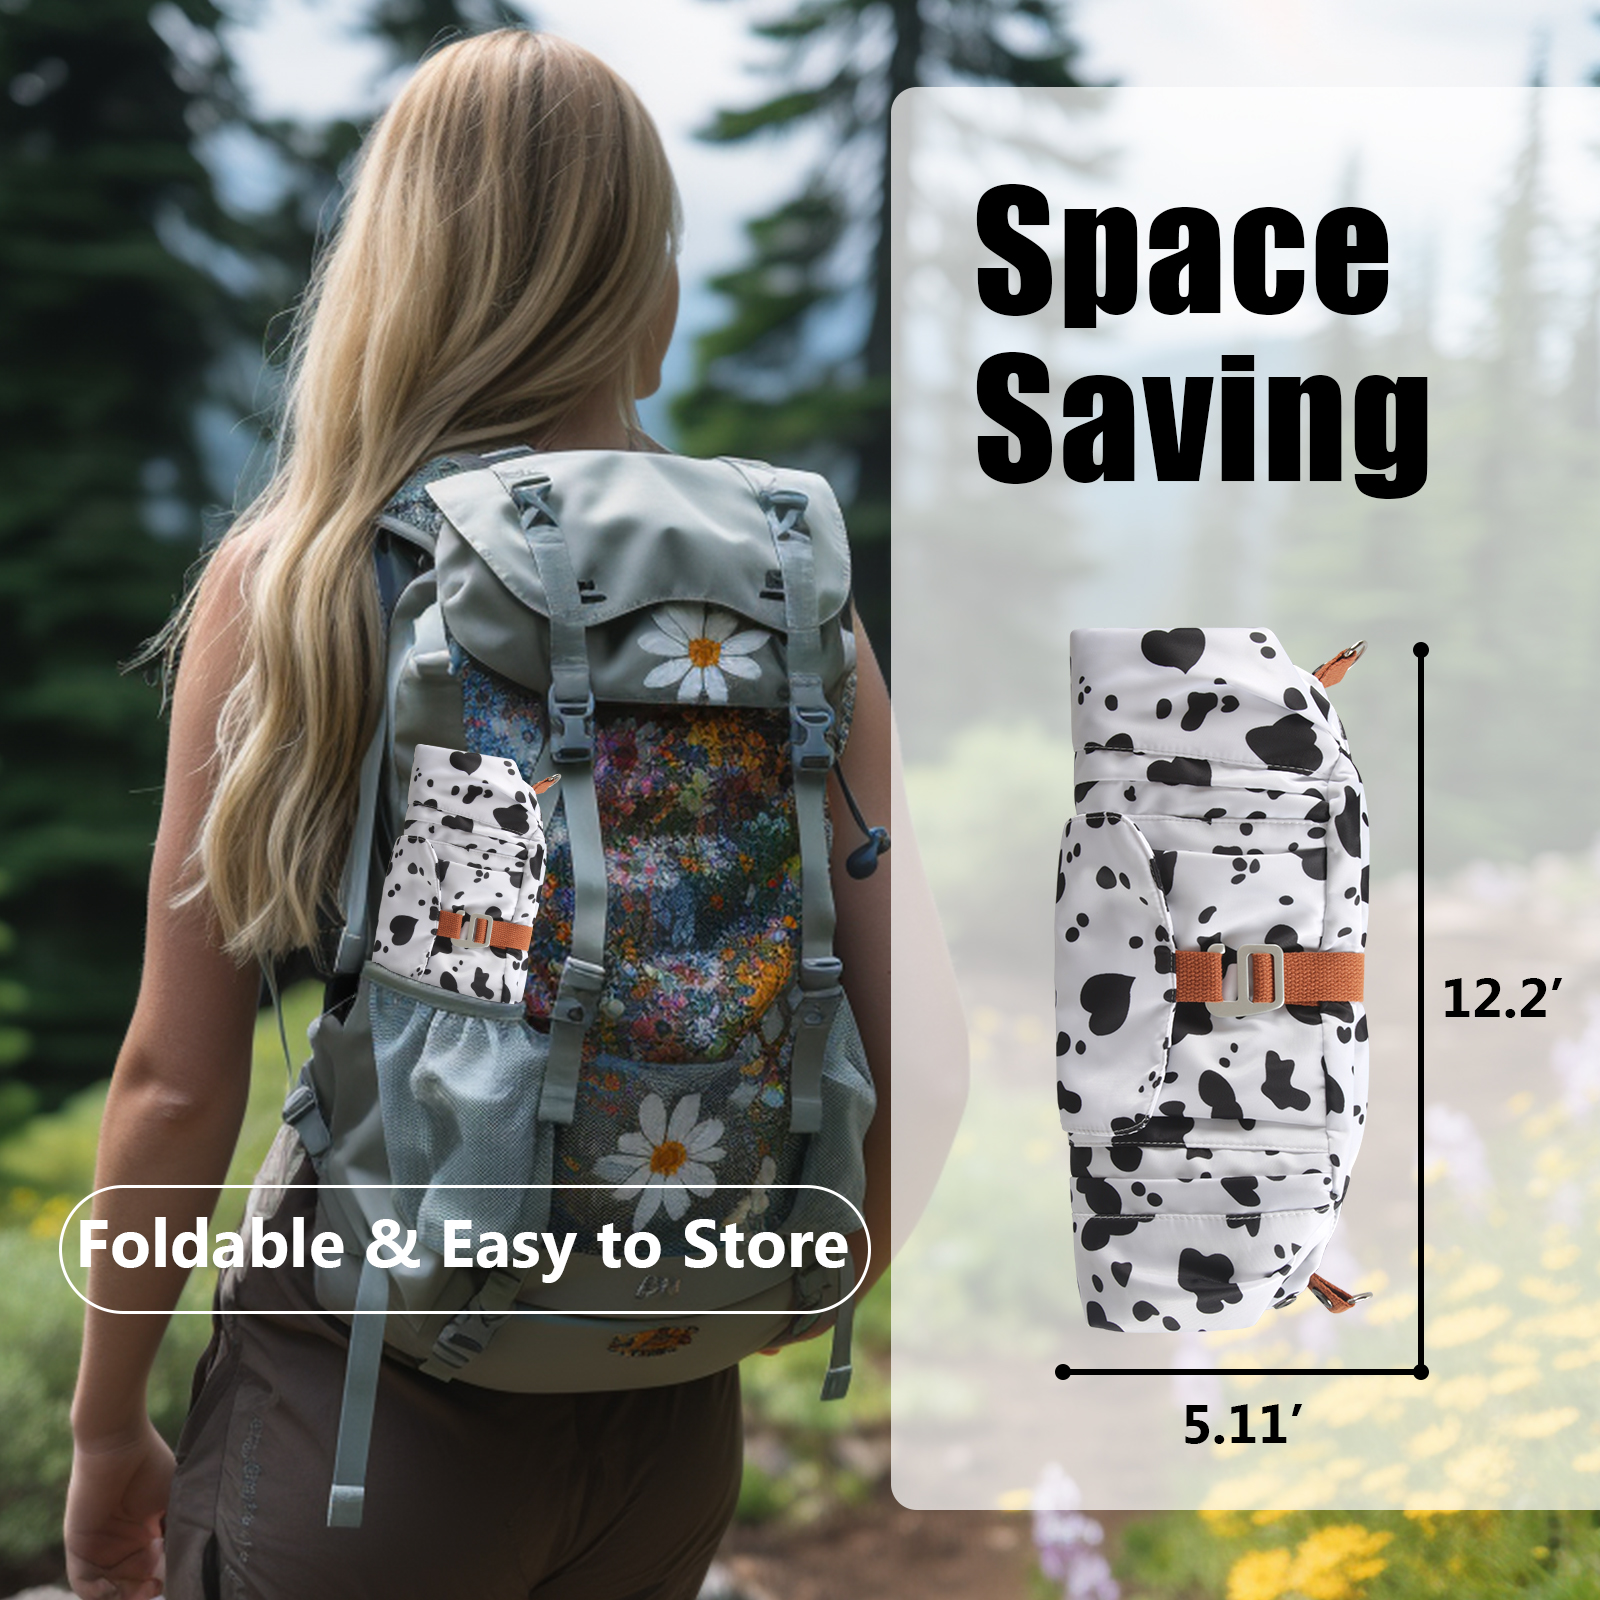 Space
Saving
12.2′
5.11′
Foldable & Easy to Store